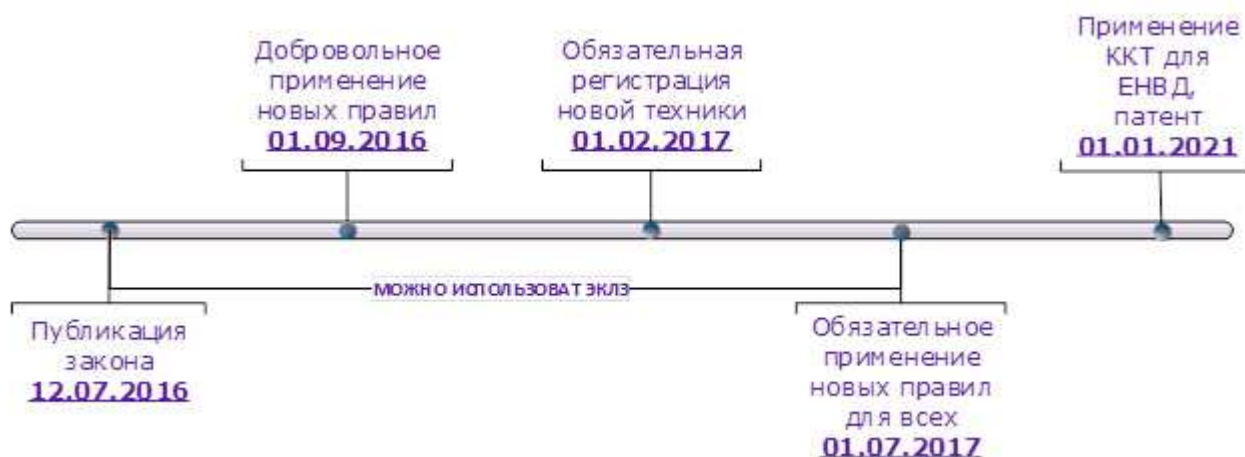 Добровольное
применение
новых правил
01.09.2016
Обязательная
регистрация
новой техники
01.02.2017
Применение
ККТ для
ЕНВД,
патент
01.01.2021
МОЖНО ИСПОЛЬЗОВАТ ЭКЛЗ
Публикация
закона
12.07.2016
Обязательное
применение
новых правил
для всех
01.07.2017